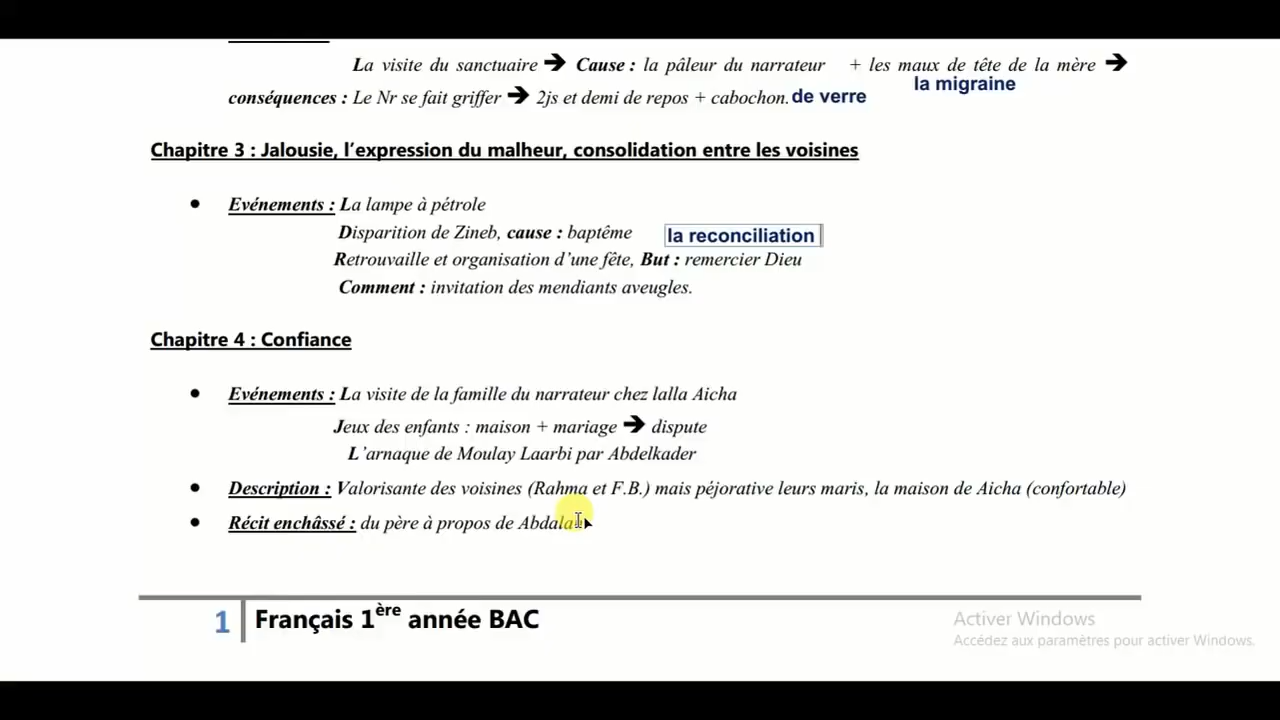 La visite du sanctuaire ➔ Cause : la pâleur du narrateur + les maux de tête de la mère ➔
la migraine
conséquences : Le Nr se fait griffer ➔ 2js et demi de repos + cabochon. de verre
Chapitre 3 : Jalousie, l'expression du malheur, consolidation entre les voisines
• Evénements : La lampe à pétrole
Disparition de Zineb, cause : baptême la reconciliation
Retrouvaille et organisation d'une fête, But : remercier Dieu
Comment : invitation des mendiants aveugles.
Chapitre 4 : Confiance
• Evénements : La visite de la famille du narrateur chez lalla Aicha
Jeux des enfants : maison + mariage ➔ dispute
L'arnaque de Moulay Laarbi par Abdelkader
• Description : Valorisante des voisines (Rahma et F.B.) mais péjorative leurs maris, la maison de Aicha (confortable)
• Récit enchâssé : du père à propos de
1 Français 1ère année BAC
Activer Windows
Accédez aux paramètres pour activer Windows.